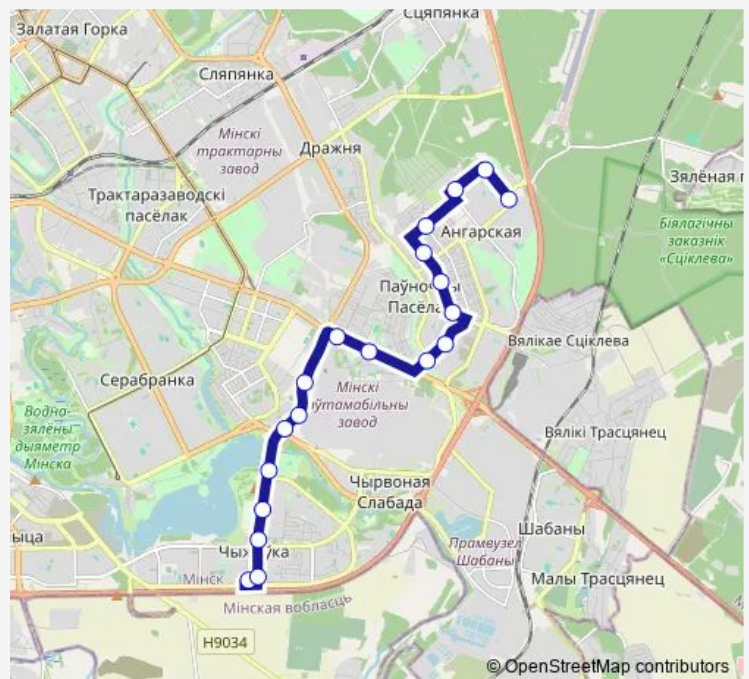 Сцяпянка
Залатая Горка
Сляпянка
Мінскі
трактарны
завод
Дражня
Зялёная
Трактаразаводскі
пасёлак
Біялагічны
заказнік
«Сціклева»
Ангарская
Паўночны
Пасёлак
Вялікае Сціклева
Серабранка
Мінскі
аўтамабільны
завод
Водна-
зялёны
дыяметр
Мінска
Вялікі Трасцянец
Чырвоная
Слабада
Шабаны
Прамвузел
Шабаны
Чыжоўка
Мінск
Малы Трасцянец
Мінская вобласць
H9034
© OpenStreetMap contributors